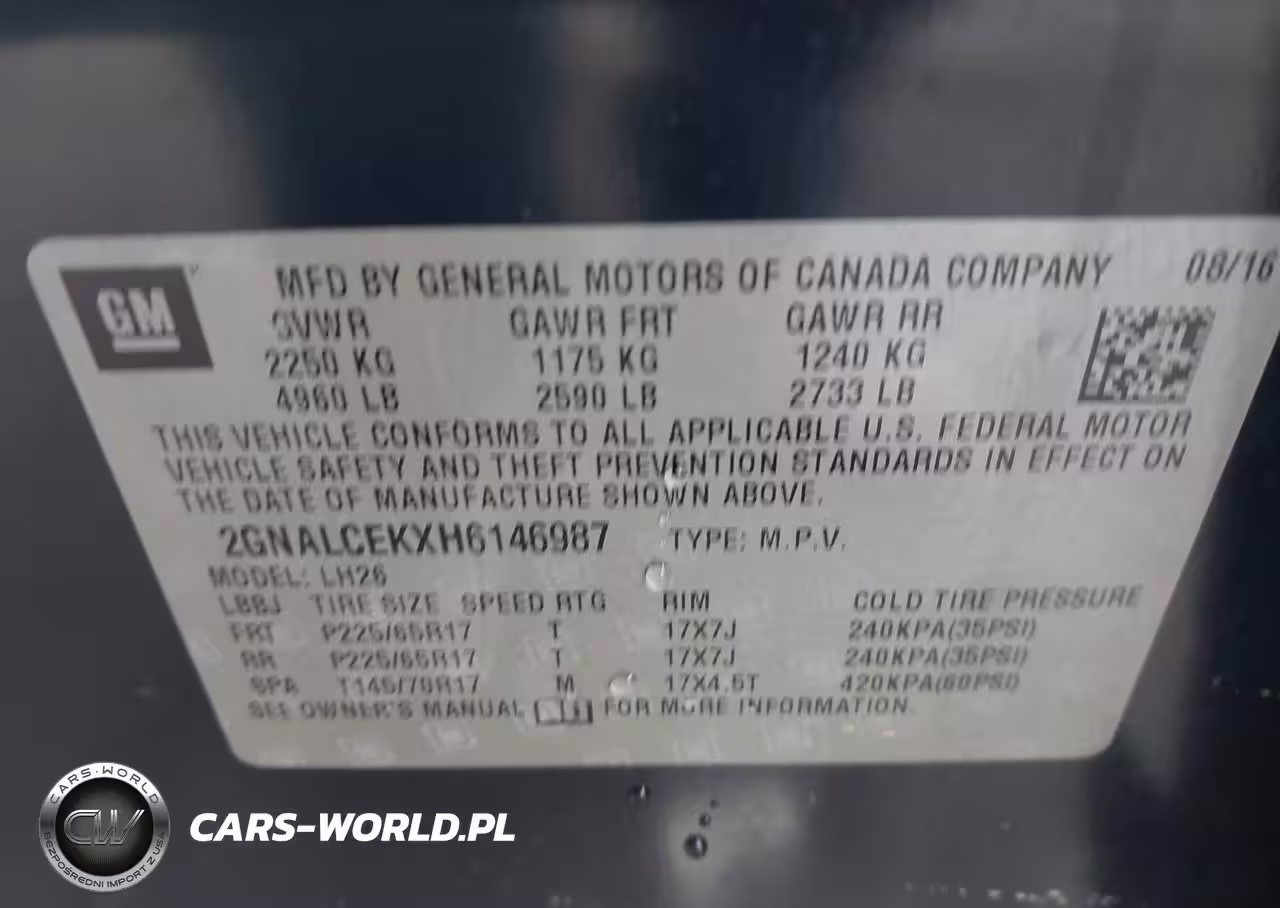 GM
MFD BY GENERAL MOTORS OF CANADA COMPANY 08/16
GVWR GAWR FRT GAWR RR
2250 KG 1175 KG 1240 KG
4960 LB 2590 LB 2733 LB
THIS VEHICLE CONFORMS TO ALL APPLICABLE U.S. FEDERAL MOTOR
VEHICLE SAFETY AND THEFT PREVENTION STANDARDS IN EFFECT ON
THE DATE OF MANUFACTURE SHOWN ABOVE.
2GNALCEKXH6146987 TYPE: M.P.V.
MODEL: LH26
LBBJ TIRE SIZE SPEED RTG RIM COLD TIRE PRESSURE
FRT P225/65R17 T 17X7J 240KPA(35PSI)
RR P225/65R17 T 17X7J 240KPA(35PSI)
SPA T145/70R17 M 17X4.5T 420KPA(60PSI)
SEE OWNER'S MANUAL FOR MORE INFORMATION.
CARS-WORLD
CW
BEZPOŚREDNI IMPORT Z USA
CARS-WORLD.PL